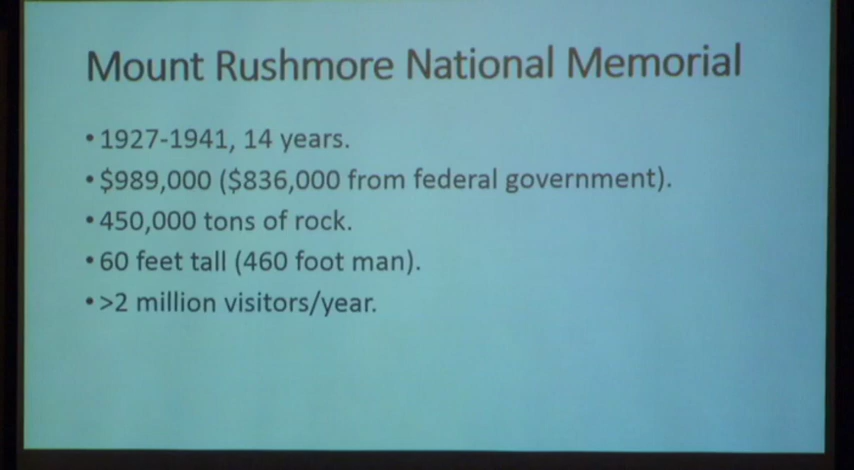 Mount Rushmore National Memorial
• 1927-1941, 14 years.
• $989,000 ($836,000 from federal government).
• 450,000 tons of rock.
• 60 feet tall (460 foot man).
• >2 million visitors/year.